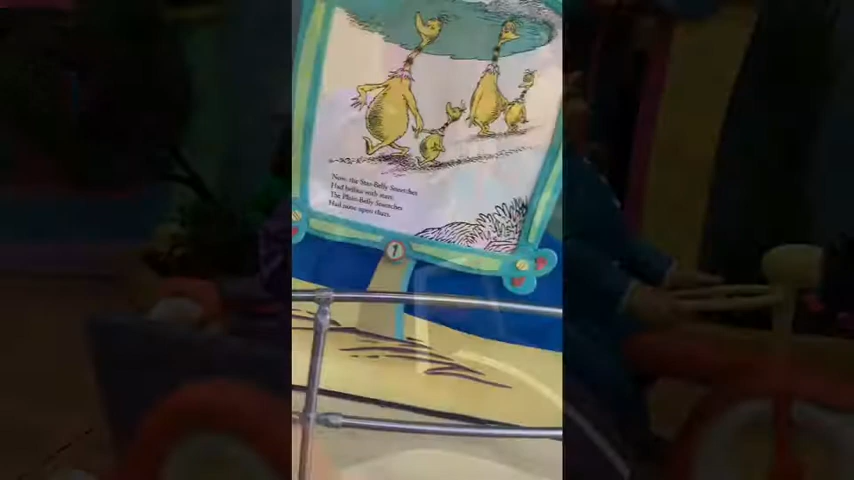 Now, the Star-Belly Sneetches
Had bellies with stars.
The Plain-Belly Sneetches
Had none upon thars.
1